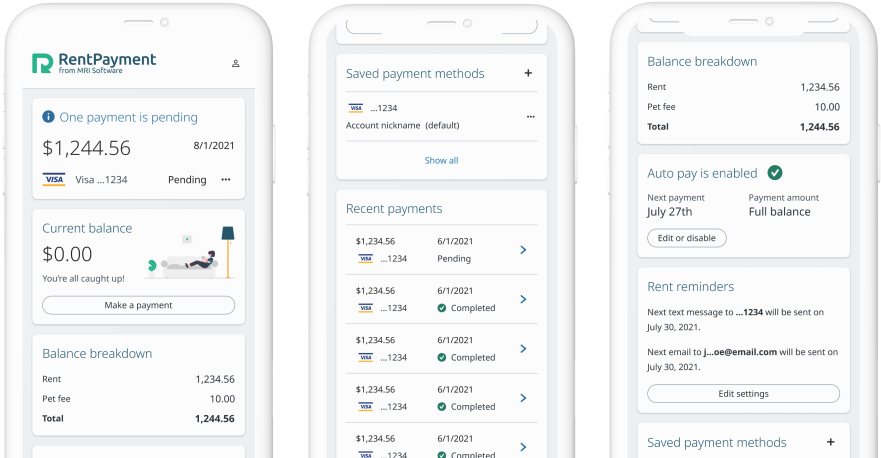 RentPayment
from MRI Software
One payment is pending
$1,244.56 8/1/2021
VISA Visa ...1234 Pending ...
Current balance
$0.00
You're all caught up!
Make a payment
Balance breakdown
Rent 1,234.56
Pet fee 10.00
Total 1,244.56
Saved payment methods +
VISA ...1234
Account nickname (default) ...
Show all
Recent payments
$1,234.56 6/1/2021
VISA ...1234 Pending
$1,234.56 6/1/2021
VISA ...1234 Completed
$1,234.56 6/1/2021
VISA ...1234 Completed
$1,234.56 6/1/2021
VISA ...1234 Completed
$1,234.56 6/1/2021
VISA ...1234 Completed
Balance breakdown
Rent 1,234.56
Pet fee 10.00
Total 1,244.56
Auto pay is enabled
Next payment Payment amount
July 27th Full balance
Edit or disable
Rent reminders
Next text message to ...1234 will be sent on
July 30, 2021.
Next email to j...oe@email.com will be sent on
July 30, 2021.
Edit settings
Saved payment methods +